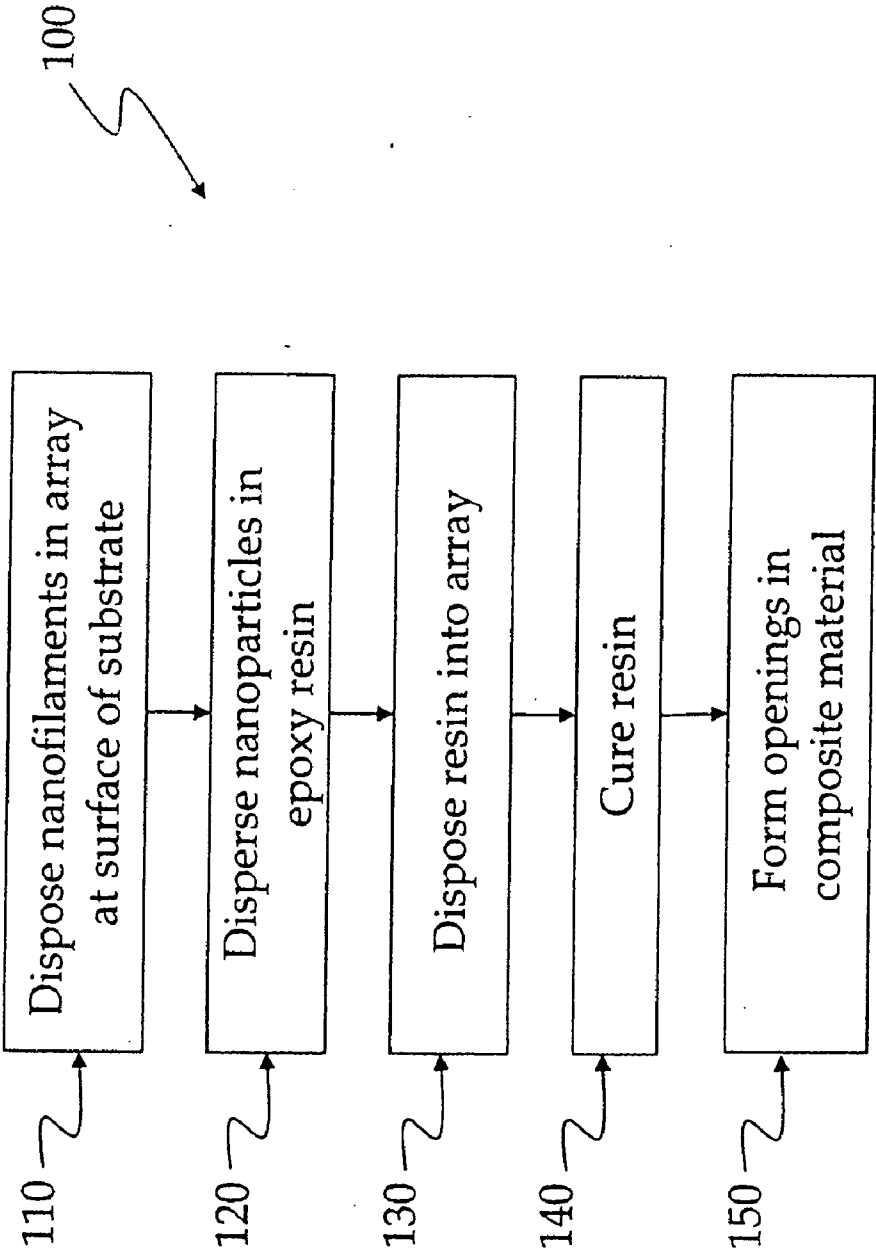 100
110
Dispose nanofilaments in array
at surface of substrate
120
Disperse nanoparticles in
epoxy resin
130
Dispose resin into array
140
Cure resin
150
Form openings in
composite material